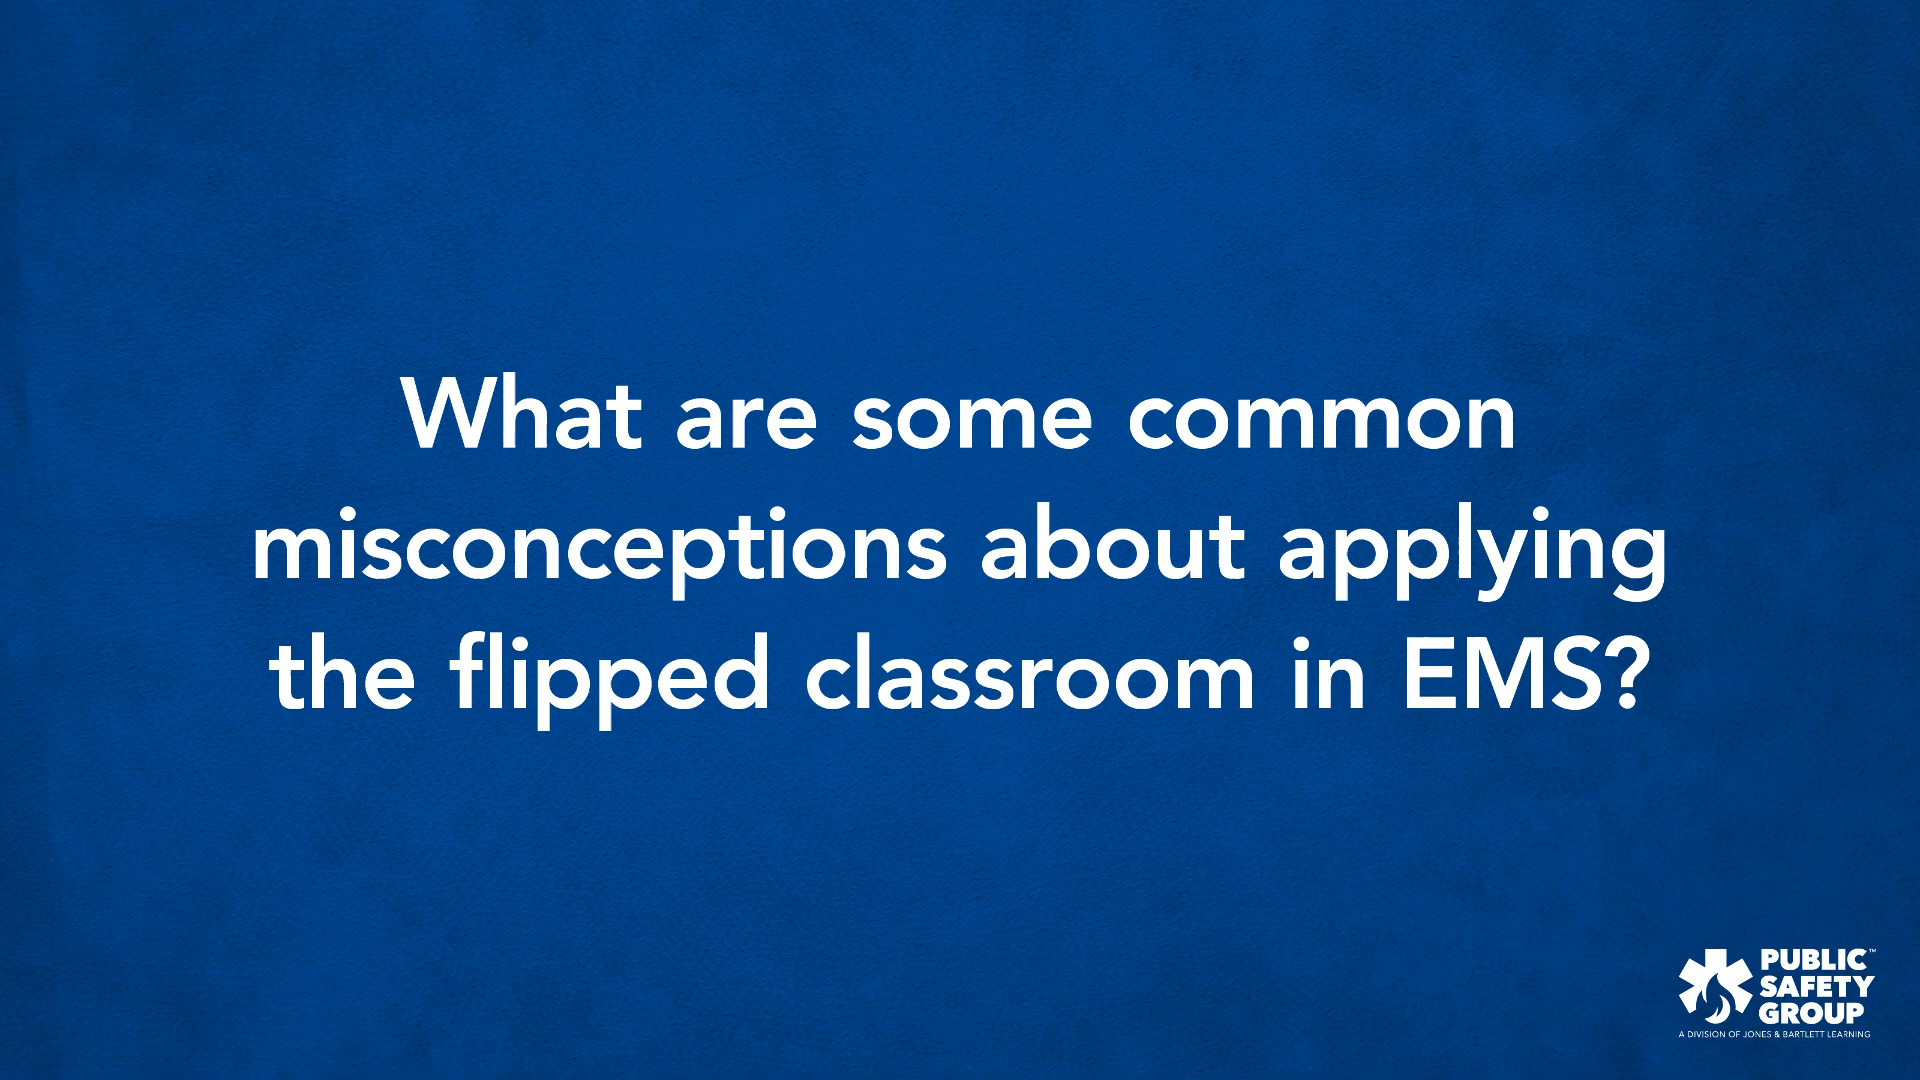 What are some common
misconceptions about applying
the flipped classroom in EMS?
PUBLIC™
SAFETY
GROUP
A DIVISION OF JONES & BARTLETT LEARNING